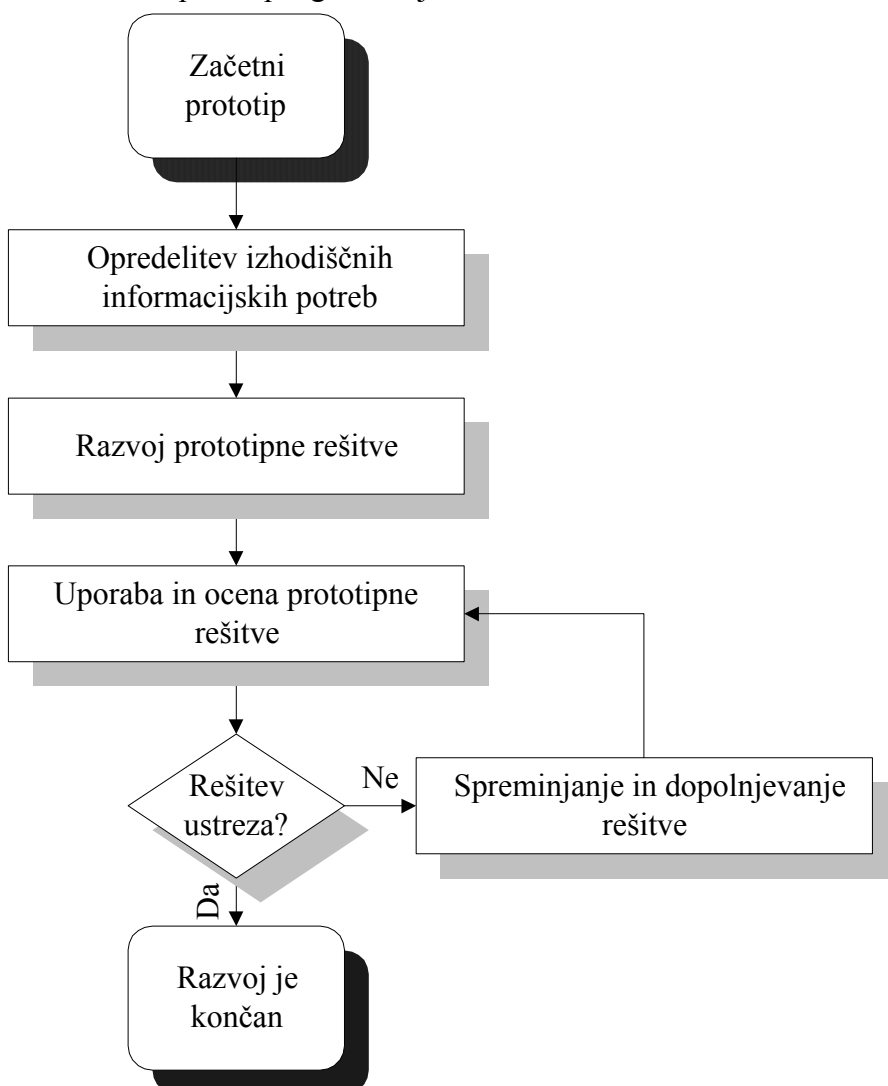 Začetni
prototip
Opredelitev izhodiščnih
informacijskih potreb
Razvoj prototipne rešitve
Uporaba in ocena prototipne
rešitve
Rešitev
ustreza?
Ne
Spreminjanje in dopolnjevanje
rešitve
Da
Razvoj je
končan